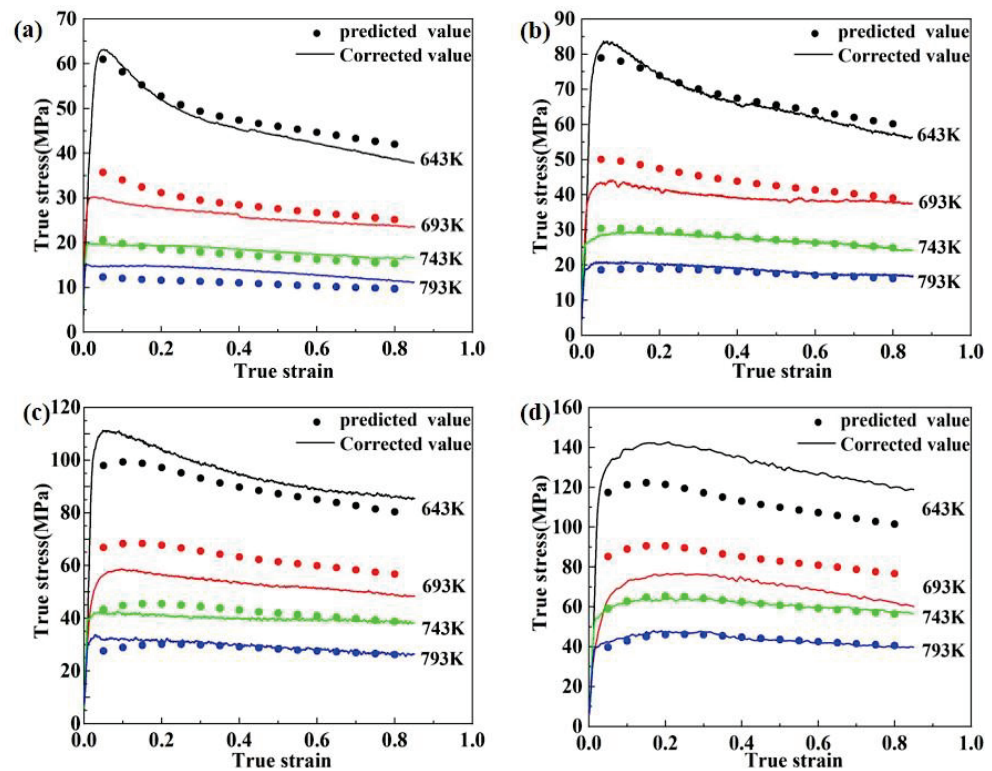 (a)
70
60
50
40
30
20
10
0
True stress(MPa)
predicted value
Corrected value
643K
693K
743K
793K
0.0 0.2 0.4 0.6 0.8 1.0
True strain
(b)
90
80
70
60
50
40
30
20
10
0
True stress(MPa)
predicted value
Corrected value
643K
693K
743K
793K
0.0 0.2 0.4 0.6 0.8 1.0
True strain
(c)
120
100
80
60
40
20
0
True stress(MPa)
predicted value
Corrected value
643K
693K
743K
793K
0.0 0.2 0.4 0.6 0.8 1.0
True strain
(d)
160
140
120
100
80
60
40
20
0
True stress(MPa)
predicted value
Corrected value
643K
693K
743K
793K
0.0 0.2 0.4 0.6 0.8 1.0
True strain